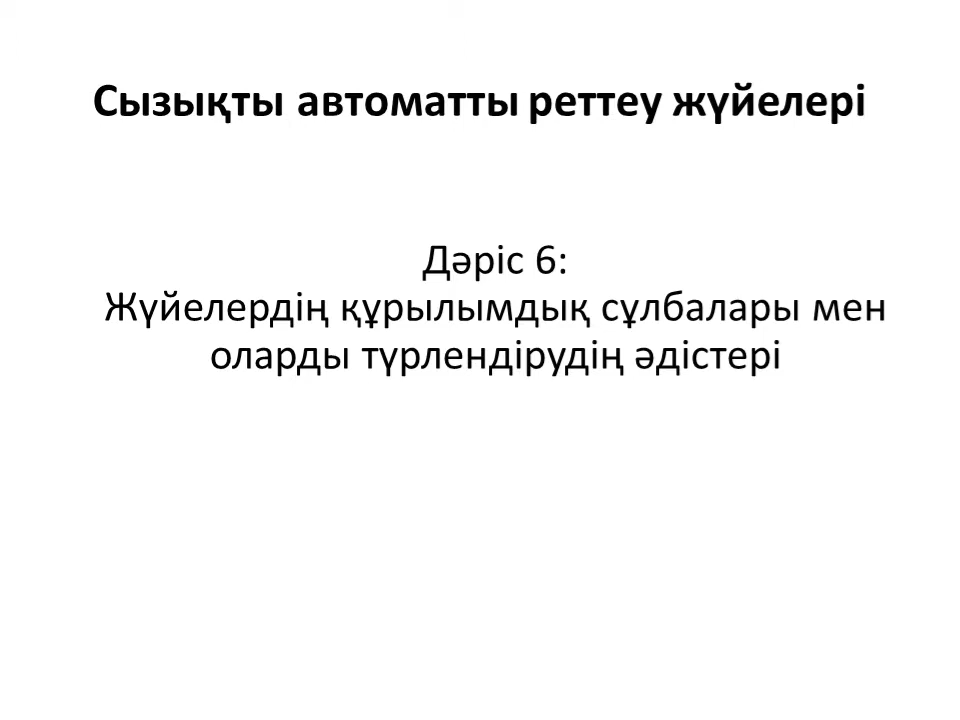 Сызықты автоматты реттеу жүйелері
Дәріс 6:
Жүйелердің құрылымдық сұлбалары мен
оларды түрлендірудің әдістері